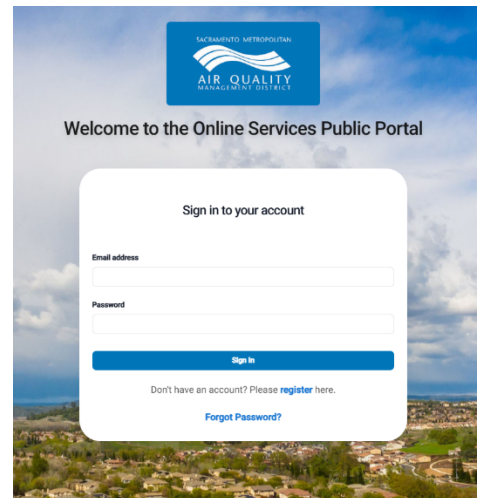 SACRAMENTO METROPOLITAN
AIR QUALITY
MANAGEMENT DISTRICT
Welcome to the Online Services Public Portal
Sign in to your account
Email address
Password
Sign In
Don't have an account? Please register here.
Forgot Password?